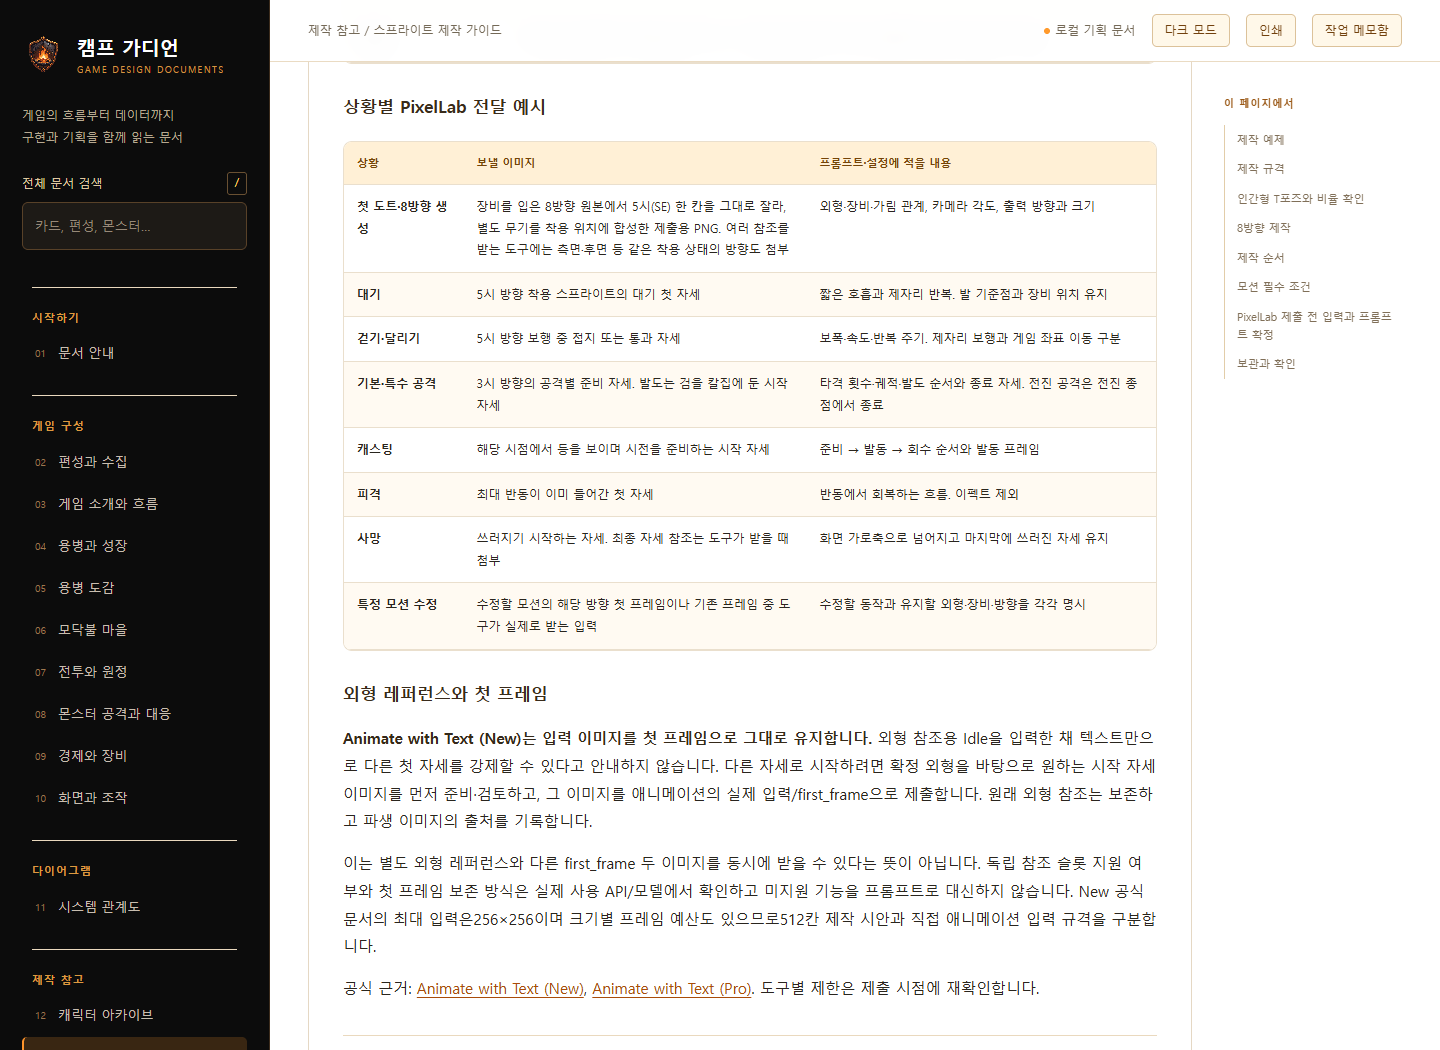 캠프 가디언
GAME DESIGN DOCUMENTS
게임의 흐름부터 데이터까지
구현과 기획을 함께 읽는 문서
전체 문서 검색
/
카드, 편성, 몬스터...
시작하기
01 문서 안내
게임 구성
02 편성과 수집
03 게임 소개와 흐름
04 용병과 성장
05 용병 도감
06 모닥불 마을
07 전투와 원정
08 몬스터 공격과 대응
09 경제와 장비
10 화면과 조작
다이어그램
11 시스템 관계도
제작 참고
12 캐릭터 아카이브
제작 참고 / 스프라이트 제작 가이드
로컬 기획 문서
다크 모드
인쇄
작업 메모함
상황별 PixelLab 전달 예시
상황 보낼 이미지 프롬프트·설정에 적을 내용
첫 도트·8방향 생
성
장비를 입은 8방향 원본에서 5시(SE) 한 칸을 그대로 잘라,
별도 무기를 착용 위치에 합성한 제출용 PNG. 여러 참조를
받는 도구에는 측면·후면 등 같은 착용 상태의 방향도 첨부
외형·장비·가림 관계, 카메라 각도, 출력 방향과 크기
대기 5시 방향 착용 스프라이트의 대기 첫 자세 짧은 호흡과 제자리 반복. 발 기준점과 장비 위치 유지
걷기·달리기 5시 방향 보행 중 접지 또는 통과 자세 보폭·속도·반복 주기. 제자리 보행과 게임 좌표 이동 구분
기본·특수 공격
3시 방향의 공격별 준비 자세. 발도는 검을 칼집에 둔 시작
자세
타격 횟수·궤적·발도 순서와 종료 자세. 전진 공격은 전진 종
점에서 종료
캐스팅 해당 시점에서 등을 보이며 시전을 준비하는 시작 자세 준비 → 발동 → 회수 순서와 발동 프레임
피격 최대 반동이 이미 들어간 첫 자세 반동에서 회복하는 흐름. 이펙트 제외
사망
쓰러지기 시작하는 자세. 최종 자세 참조는 도구가 받을 때
첨부
화면 가로축으로 넘어지고 마지막에 쓰러진 자세 유지
특정 모션 수정
수정할 모션의 해당 방향 첫 프레임이나 기존 프레임 중 도
구가 실제로 받는 입력
수정할 동작과 유지할 외형·장비·방향을 각각 명시
외형 레퍼런스와 첫 프레임
Animate with Text (New)는 입력 이미지를 첫 프레임으로 그대로 유지합니다. 외형 참조용 Idle을 입력한 채 텍스트만으
로 다른 첫 자세를 강제할 수 있다고 안내하지 않습니다. 다른 자세로 시작하려면 확정 외형을 바탕으로 원하는 시작 자세
이미지를 먼저 준비·검토하고, 그 이미지를 애니메이션의 실제 입력/first_frame으로 제출합니다. 원래 외형 참조는 보존하
고 파생 이미지의 출처를 기록합니다.
이는 별도 외형 레퍼런스와 다른 first_frame 두 이미지를 동시에 받을 수 있다는 뜻이 아닙니다. 독립 참조 슬롯 지원 여
부와 첫 프레임 보존 방식은 실제 사용 API/모델에서 확인하고 미지원 기능을 프롬프트로 대신하지 않습니다. New 공식
문서의 최대 입력은256×256이며 크기별 프레임 예산도 있으므로512칸 제작 시안과 직접 애니메이션 입력 규격을 구분합
니다.
공식 근거: Animate with Text (New), Animate with Text (Pro). 도구별 제한은 제출 시점에 재확인합니다.
이 페이지에서
제작 예제
제작 규격
인간형 T포즈와 비율 확인
8방향 제작
제작 순서
모션 필수 조건
PixelLab 제출 전 입력과 프롬프
트 확정
보관과 확인